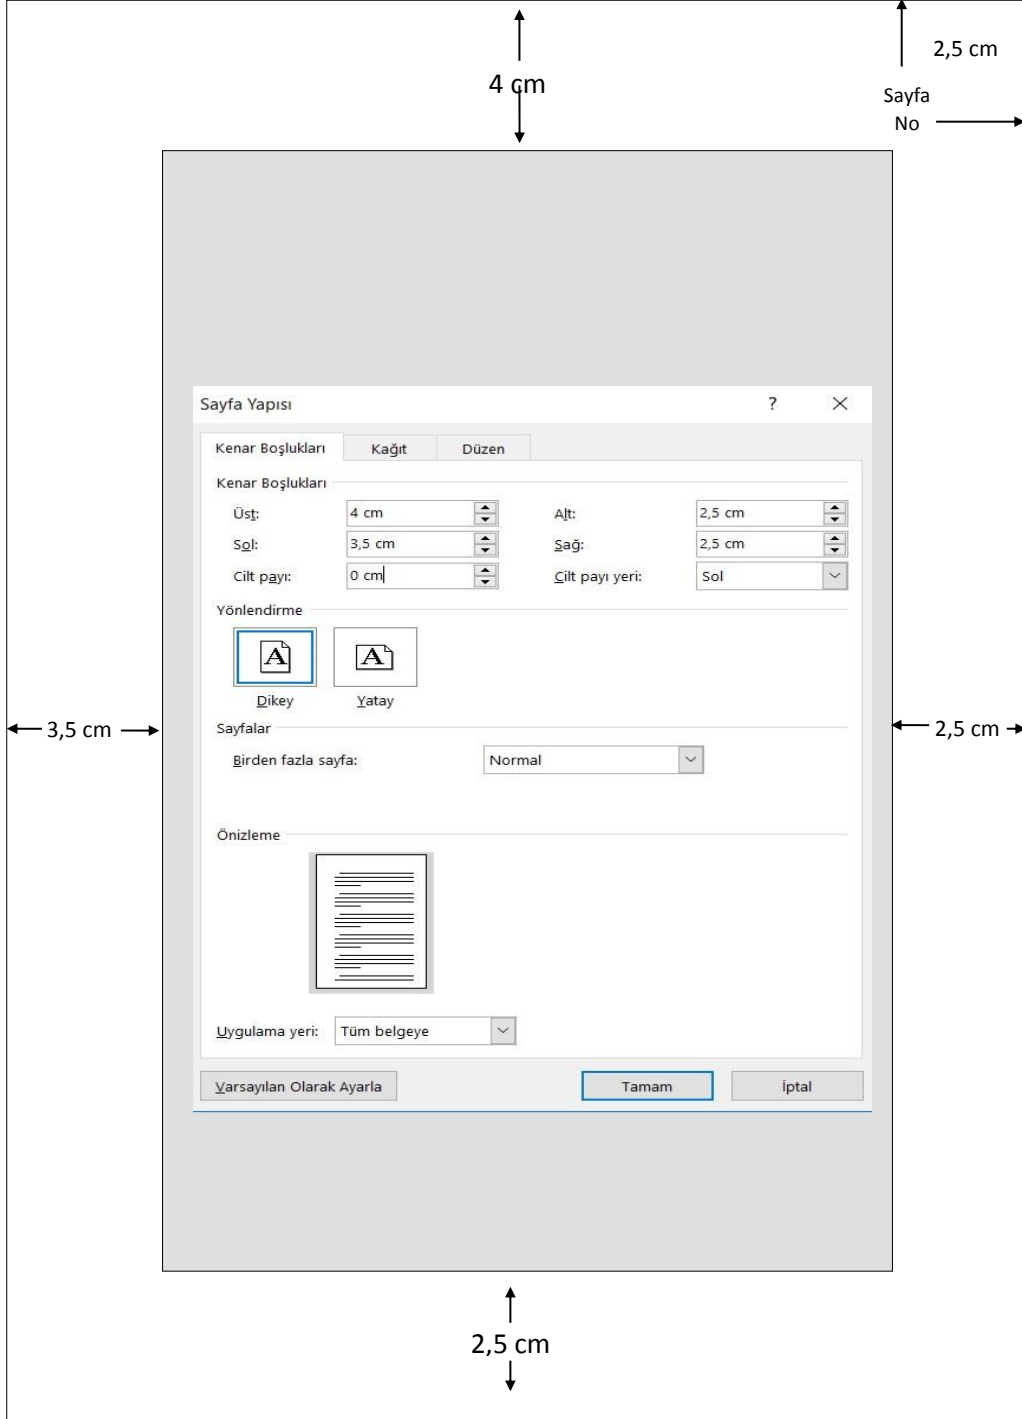 2,5 cm
4 cm
Sayfa
No
Sayfa Yapısı ?
Kenar Boşlukları Kağıt Düzen
Kenar Boşlukları
Üst: 4 cm Alt: 2,5 cm
Sol: 3,5 cm Sağ: 2,5 cm
Cilt payı: 0 cm Cilt payı yeri: Sol
Yönlendirme
A A
Dikey Yatay
Sayfalar
3,5 cm 2,5 cm
Birden fazla sayfa: Normal
Önizleme
Uygulama yeri: Tüm belgeye
Varsayılan Olarak Ayarla Tamam İptal
2,5 cm